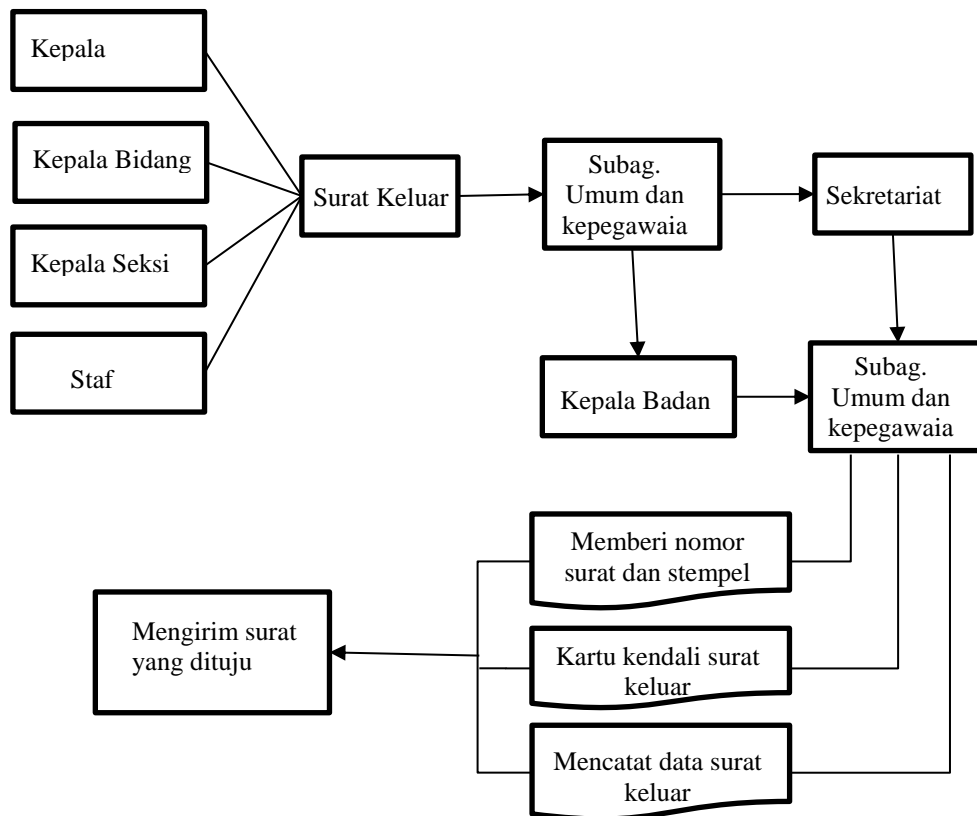 Kepala
Kepala Bidang
Kepala Seksi
Staf
Surat Keluar
Subag.
Umum dan
kepegawaia
Sekretariat
Kepala Badan
Subag.
Umum dan
kepegawaia
Memberi nomor
surat dan stempel
Kartu kendali surat
keluar
Mencatat data surat
keluar
Mengirim surat
yang dituju